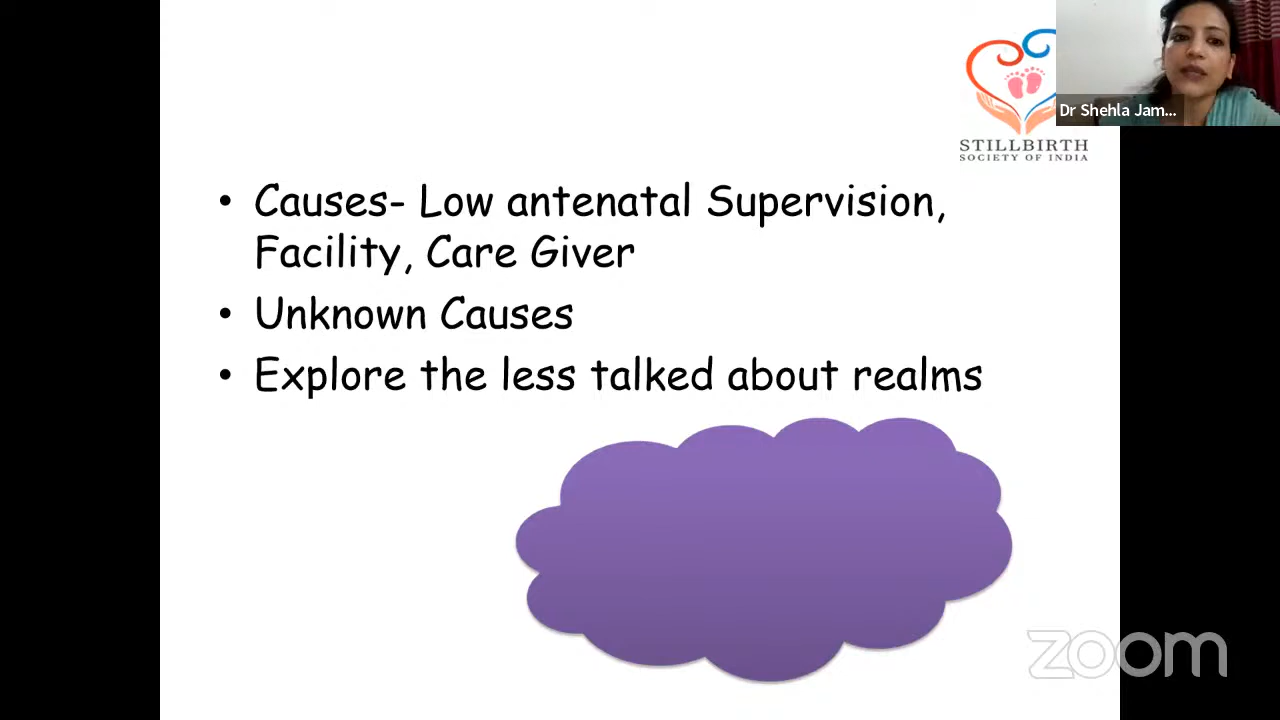 STILLBIRTH
SOCIETY OF INDIA
Dr Shehla Jam...
• Causes- Low antenatal Supervision,
Facility, Care Giver
• Unknown Causes
• Explore the less talked about realms
zoom